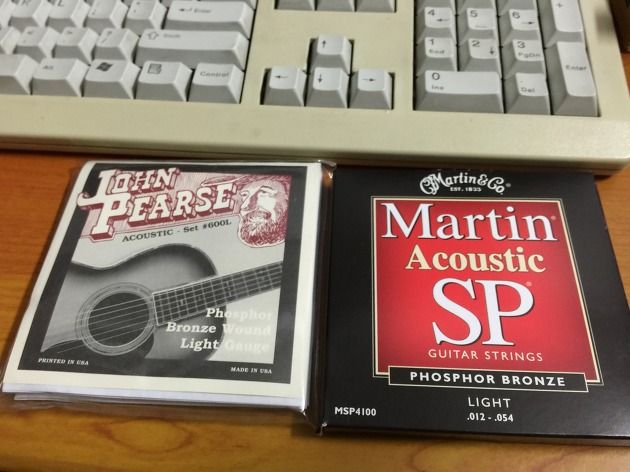 Enter
Shift
Alt
Control
4
5
6
+
1
End
2
3
PgDn
0
Ins
.
Del
Enter
JOHN
PEARSE
ACOUSTIC - Set #600L
Phosphor
Bronze Wound
Light Gauge
PRINTED IN USA
MADE IN USA
Martin & Co.
EST. 1833
Martin
Acoustic
SP
GUITAR STRINGS
PHOSPHOR BRONZE
LIGHT
MSP4100
.012 - .054